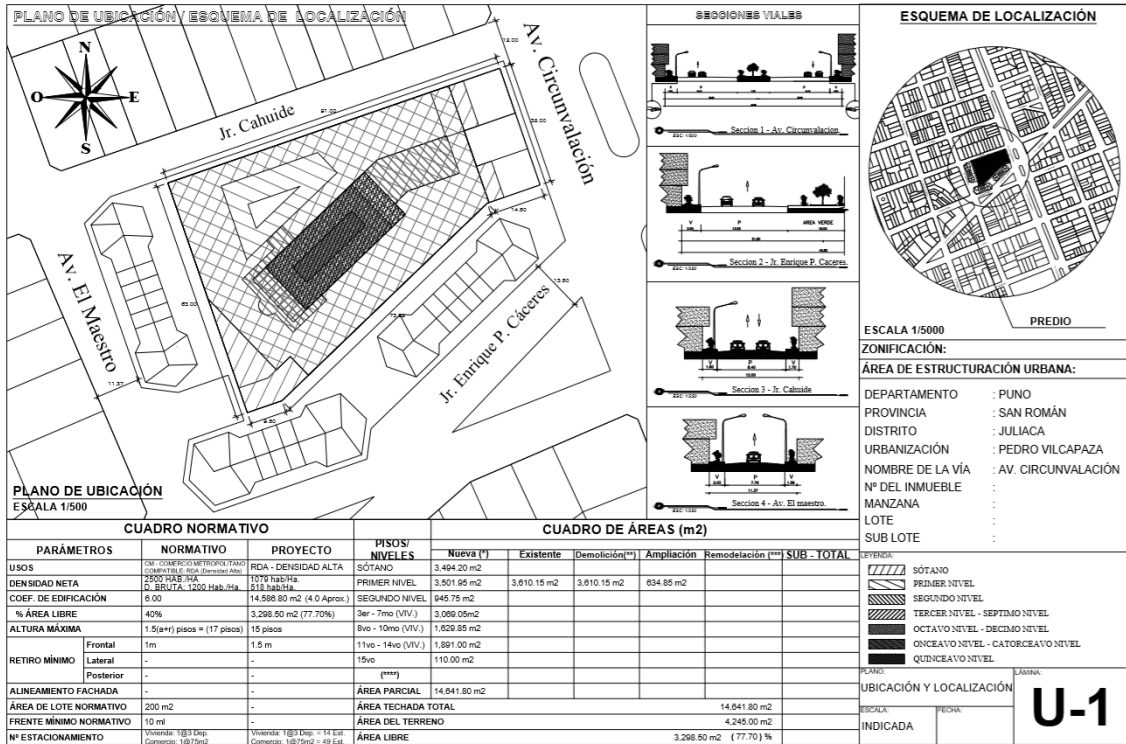 PLANO DE UBICACIÓN Y ESQUEMA DE LOCALIZACIÓN
N
O
E
S
Jr. Cahuide
91.00
Av. Circunvalación
Av. El Maestro
11.37
63.00
Jr. Enrique P. Cáceres
14.50
9.50
PLANO DE UBICACIÓN
ESCALA 1/500
SECCIONES VIALES
Seccion 1 - Av. Circunvalacion.
V
P
AREA VERDE
Seccion 2 - Jr. Enrique P. Caceres.
V
P
V
Seccion 3 - Jr. Cahuide
V
P
V
11.37
Seccion 4 - Av. El maestro.
ESQUEMA DE LOCALIZACIÓN
PREDIO
ESCALA 1/5000
ZONIFICACIÓN:
ÁREA DE ESTRUCTURACIÓN URBANA:
DEPARTAMENTO : PUNO
PROVINCIA : SAN ROMÁN
DISTRITO : JULIACA
URBANIZACIÓN : PEDRO VILCAPAZA
NOMBRE DE LA VÍA : AV. CIRCUNVALACIÓN
Nº DEL INMUEBLE :
MANZANA :
LOTE :
SUB LOTE :
LEYENDA:
SÓTANO
PRIMER NIVEL
SEGUNDO NIVEL
TERCER NIVEL - SEPTIMO NIVEL
OCTAVO NIVEL - DECIMO NIVEL
ONCEAVO NIVEL - CATORCEAVO NIVEL
QUINCEAVO NIVEL
PLANO:
UBICACIÓN Y LOCALIZACIÓN
LÁMINA:
U-1
ESCALA:
INDICADA
FECHA:
CUADRO NORMATIVO
PARÁMETROS NORMATIVO PROYECTO
USOS CM - COMERCIO METROPOLITANO COMPATIBLE: RDA (Densidad Alta) RDA - DENSIDAD ALTA
DENSIDAD NETA 2500 HAB./HA. D. BRUTA: 1200 Hab./Ha. 1079 hab/Ha. 518 hab/Ha.
COEF. DE EDIFICACIÓN 6.00 14,586.80 m2 (4.0 Aprox.)
% ÁREA LIBRE 40% 3,298.50 m2 (77.70%)
ALTURA MÁXIMA 1.5(a+r) pisos = (17 pisos) 15 pisos
RETIRO MÍNIMO
Frontal 1m 1.5 m
Lateral - -
Posterior - -
ALINEAMIENTO FACHADA - -
ÁREA DE LOTE NORMATIVO 200 m2 -
FRENTE MÍNIMO NORMATIVO 10 ml -
Nº ESTACIONAMIENTO Vivienda: 1@3 Dep. Comercio: 1@75m2 Vivienda: 1@3 Dep. = 14 Est. Comercio: 1@75m2 = 49 Est.
CUADRO DE ÁREAS (m2)
PISOS/ NIVELES Nueva (*) Existente Demolición(**) Ampliación Remodelación (***) SUB - TOTAL
SÓTANO 3,494.20 m2
PRIMER NIVEL 3,501.95 m2 3,610.15 m2 3,610.15 m2 634.85 m2
SEGUNDO NIVEL 945.75 m2
3er - 7mo (VIV.) 3,069.05m2
8vo - 10mo (VIV.) 1,629.85 m2
11vo - 14vo (VIV.) 1,891.00 m2
15vo 110.00 m2
(****)
ÁREA PARCIAL 14,641.80 m2
ÁREA TECHADA TOTAL 14,641.80 m2
ÁREA DEL TERRENO 4,245.00 m2
ÁREA LIBRE 3,298.50 m2 (77.70) %